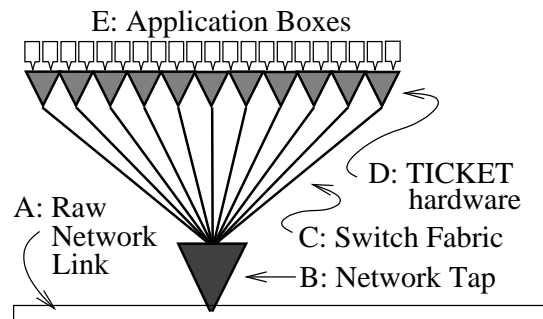 E: Application Boxes
D: TICKET
hardware
A: Raw
Network
Link
C: Switch Fabric
B: Network Tap